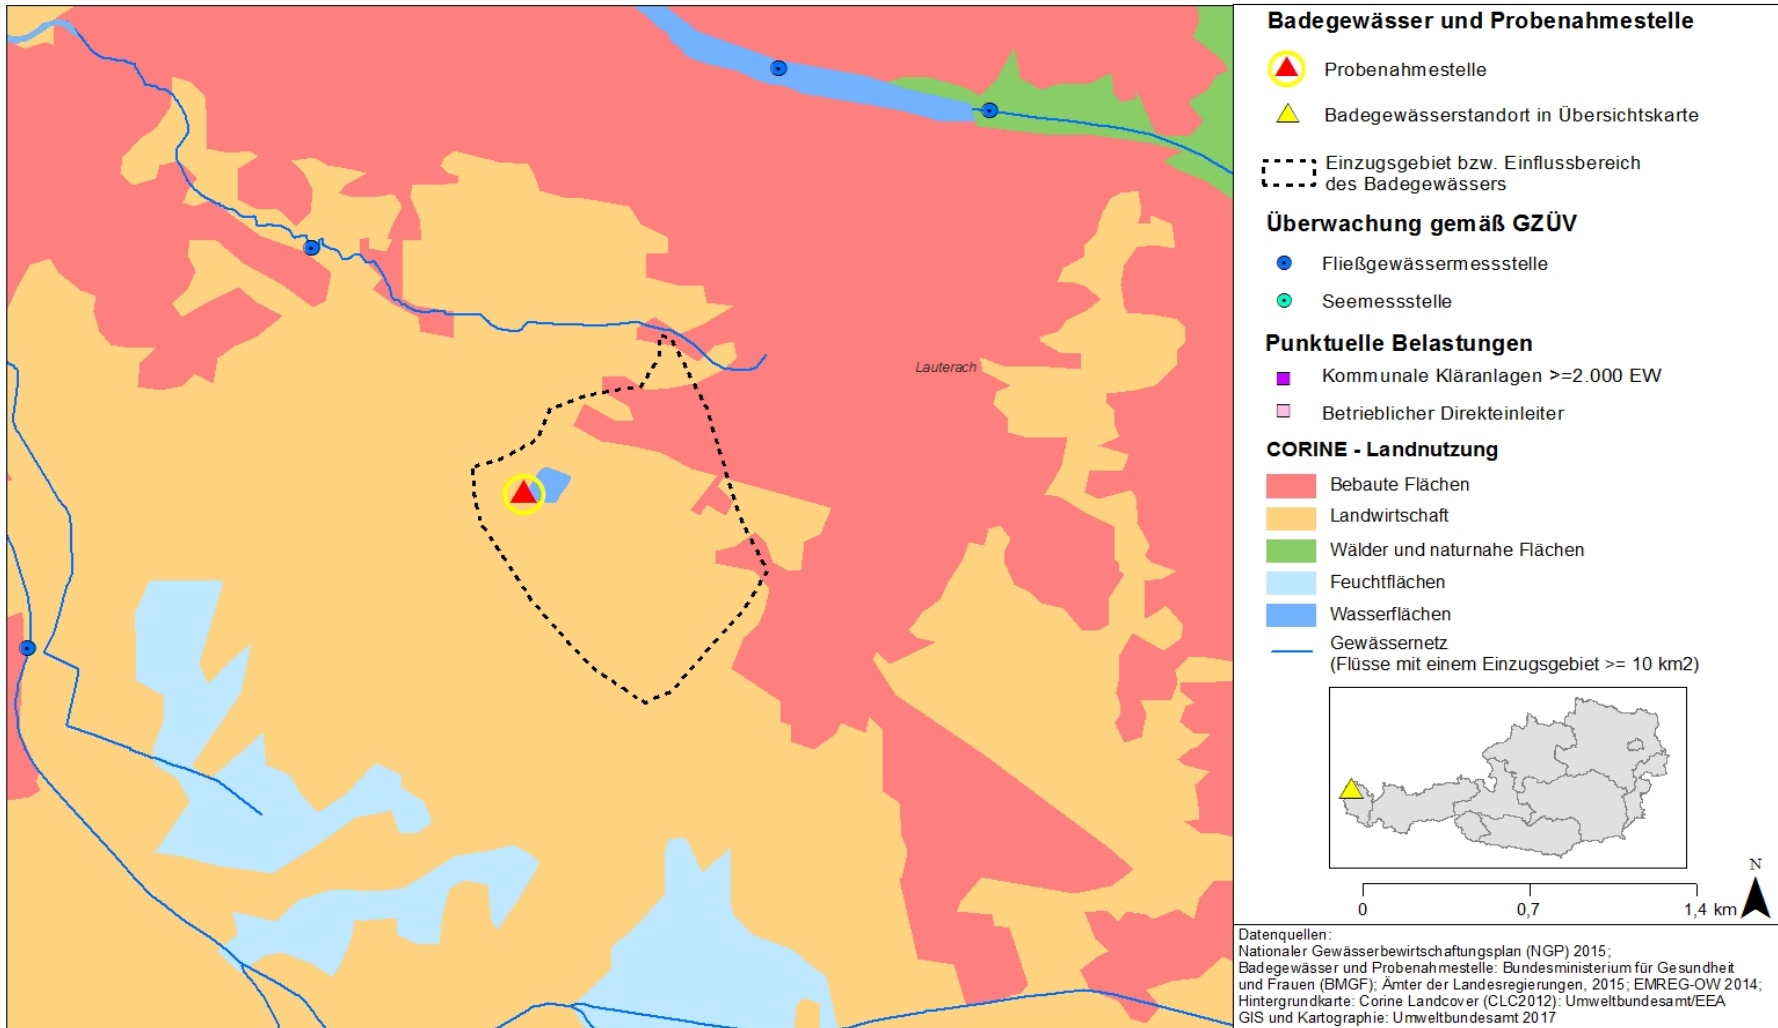 Badegewässer und Probenahmestelle
Probenahmestelle
Badegewässerstandort in Übersichtskarte
Einzugsgebiet bzw. Einflussbereich
des Badegewässers
Überwachung gemäß GZÜV
Fließgewässermessstelle
Seemessstelle
Punktuelle Belastungen
Kommunale Kläranlagen >=2.000 EW
Betrieblicher Direkteinleiter
CORINE - Landnutzung
Bebaute Flächen
Landwirtschaft
Wälder und naturnahe Flächen
Feuchtflächen
Wasserflächen
Gewässernetz
(Flüsse mit einem Einzugsgebiet >= 10 km2)
Lauterach
N
0 0,7 1,4 km
Datenquellen:
Nationaler Gewässerbewirtschaftungsplan (NGP) 2015;
Badegewässer und Probenahmestelle: Bundesministerium für Gesundheit
und Frauen (BMGF); Ämter der Landesregierungen, 2015; EMREG-OW 2014;
Hintergrundkarte: Corine Landcover (CLC2012): Umweltbundesamt/EEA
GIS und Kartographie: Umweltbundesamt 2017